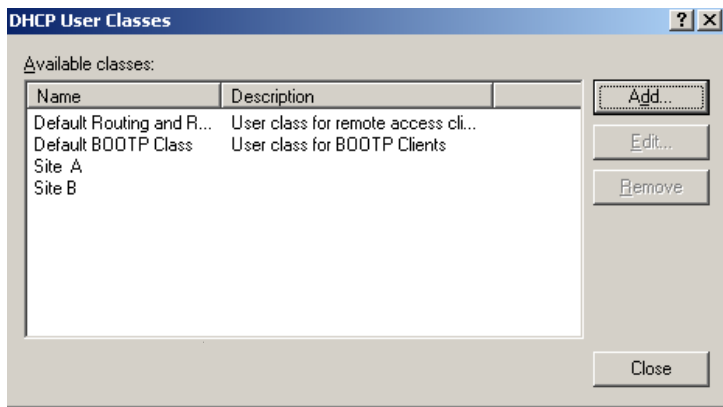 DHCP User Classes
Available classes:
Name Description
Default Routing and R... User class for remote access cli...
Default BOOTP Class User class for BOOTP Clients
Site A
Site B
Add...
Edit...
Remove
Close